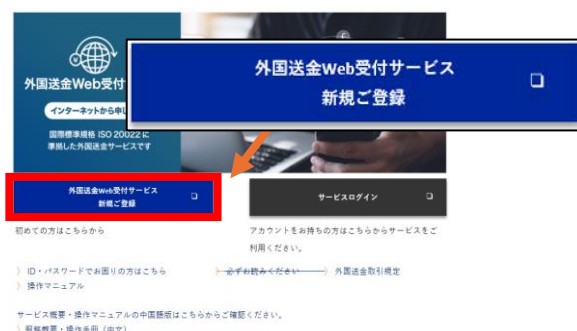 外国送金Web受付
インターネットから申し
国際標準規格 ISO 20022 に
準拠した外国送金サービスです
外国送金Web受付サービス
新規ご登録
外国送金Web受付サービス
新規ご登録
サービスログイン
初めての方はこちらから
アカウントをお持ちの方はこちらからサービスをご
利用ください。
〉 ID・パスワードでお困りの方はこちら
〉 必ずお読みください
〉 外国送金取引規定
〉 操作マニュアル
サービス概要・操作マニュアルの中国語版はこちらからご確認ください。
〉 服務概要・操作手冊（中文）